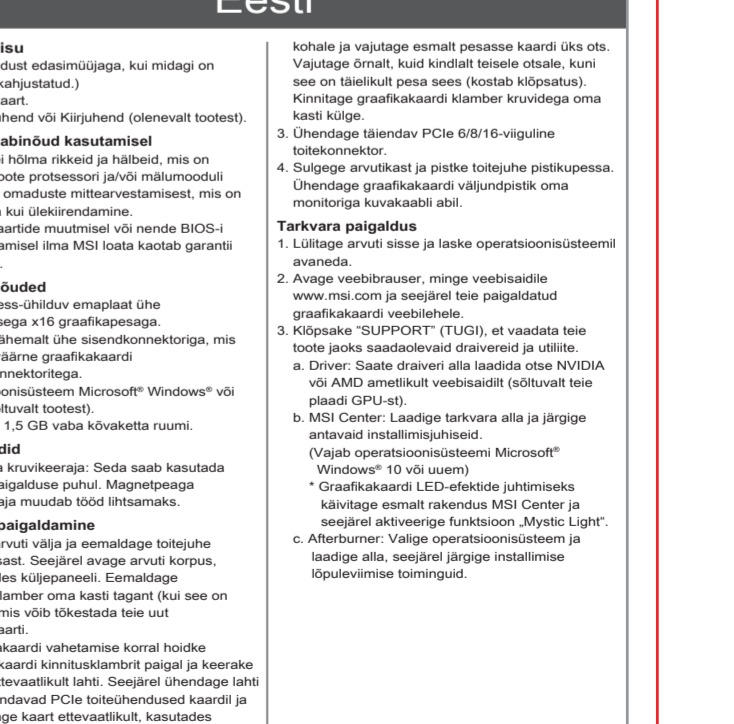 Eesti
isu
dust edasimüüjaga, kui midagi on
kahjustatud.)
aart.
ühend või Kiirjuhend (olenevalt tootest).
abinõud kasutamisel
i hõlma rikkeid ja hälbeid, mis on
oote protsessori ja/või mälumooduli
omaduste mittearvestamisest, mis on
kui ülekiirendamine.
aartide muutmisel või nende BIOS-i
amisel ilma MSI loata kaotab garantii
.
õuded
ess-ühilduv emaplaat ühe
sega x16 graafikapesaga.
ähemalt ühe sisendkonnektoriga, mis
väärne graafikakaardi
nnektoritega.
oonisüsteem Microsoft® Windows® või
ltuvalt tootest).
1,5 GB vaba kõvaketta ruumi.
did
a kruvikeeraja: Seda saab kasutada
aigalduse puhul. Magnetpeaga
aja muudab tööd lihtsamaks.
paigaldamine
rvuti välja ja eemaldage toitejuhe
sast. Seejärel avage arvuti korpus,
des küljepaneeli. Eemaldage
lamber oma kasti tagant (kui see on
mis võib tõkestada teie uut
aarti.
akaardi vahetamise korral hoidke
kaardi kinnitusklambrit paigal ja keerake
ttevaatlikult lahti. Seejärel ühendage lahti
ndavad PCIe toiteühendused kaardil ja
ge kaart ettevaatlikult, kasutades
kohale ja vajutage esmalt pesasse kaardi üks ots.
Vajutage õrnalt, kuid kindlalt teisele otsale, kuni
see on täielikult pesa sees (kostab klõpsatus).
Kinnitage graafikakaardi klamber kruvidega oma
kasti külge.
3. Ühendage täiendav PCIe 6/8/16-viiguline
toitekonnektor.
4. Sulgege arvutikast ja pistke toitejuhe pistikupessa.
Ühendage graafikakaardi väljundpistik oma
monitoriga kuvakaabli abil.
Tarkvara paigaldus
1. Lülitage arvuti sisse ja laske operatsioonisüsteemil
avaneda.
2. Avage veebibrauser, minge veebisaidile
www.msi.com ja seejärel teie paigaldatud
graafikakaardi veebilehele.
3. Klõpsake “SUPPORT” (TUGI), et vaadata teie
toote jaoks saadaolevaid draivereid ja utiliite.
a. Driver: Saate draiveri alla laadida otse NVIDIA
või AMD ametlikult veebisaidilt (sõltuvalt teie
plaadi GPU-st).
b. MSI Center: Laadige tarkvara alla ja järgige
antavaid installimisjuhiseid.
(Vajab operatsioonisüsteemi Microsoft®
Windows® 10 või uuem)
* Graafikakaardi LED-efektide juhtimiseks
käivitage esmalt rakendus MSI Center ja
seejärel aktiveerige funktsioon „Mystic Light“.
c. Afterburner: Valige operatsioonisüsteem ja
laadige alla, seejärel järgige installimise
lõpuleviimise toiminguid.